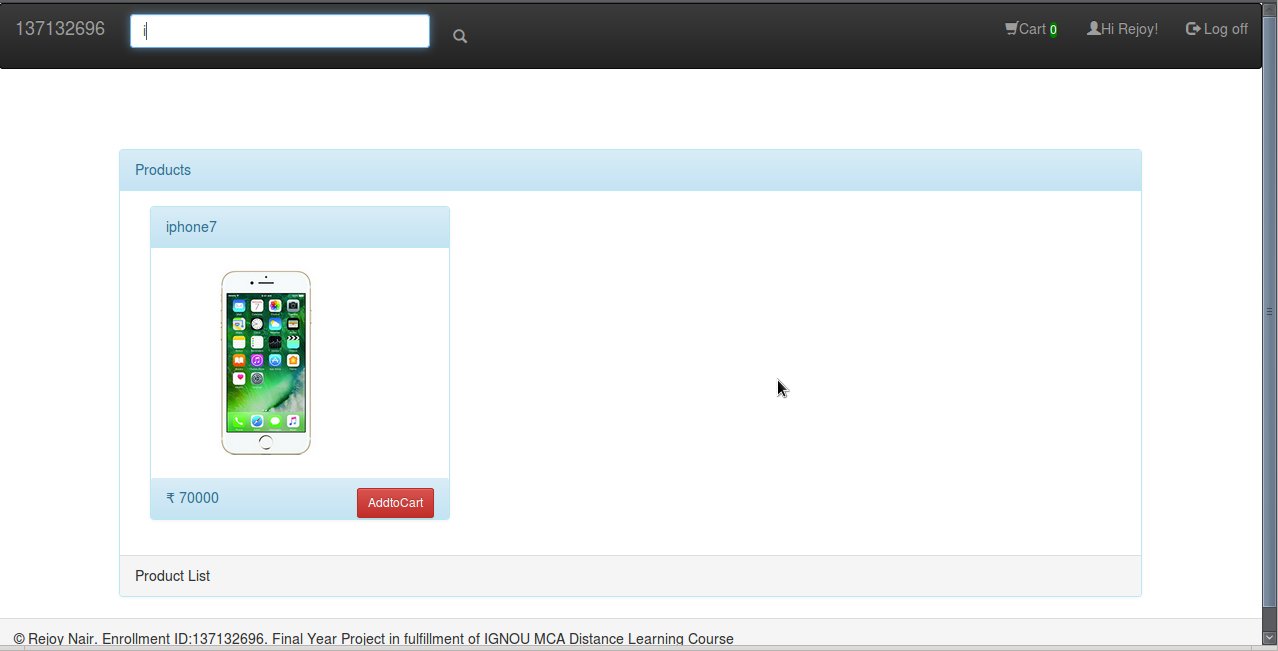 137132696 i Cart 0 Hi Rejoy! Log off
Products
iphone7
₹ 70000 AddtoCart
Product List
© Rejoy Nair. Enrollment ID:137132696. Final Year Project in fulfillment of IGNOU MCA Distance Learning Course